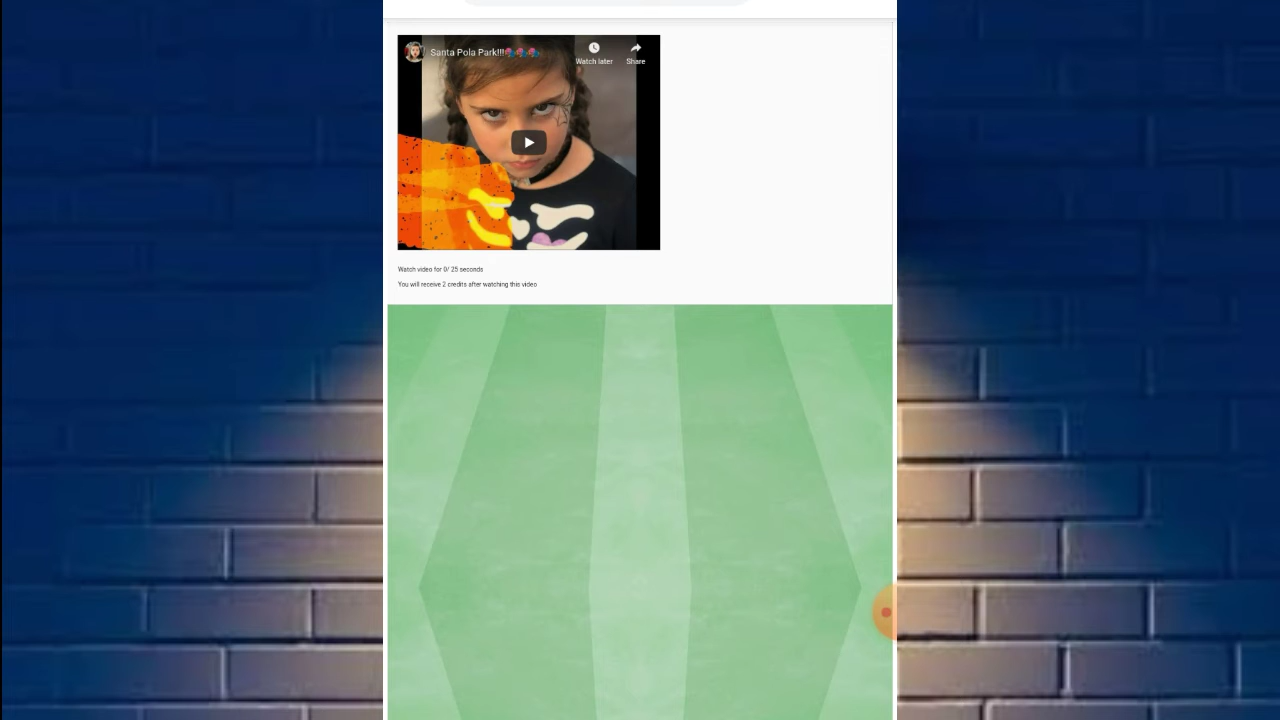 Santa Pola Park!!!
Watch later
Share
Watch video for 0/ 25 seconds
You will receive 2 credits after watching this video